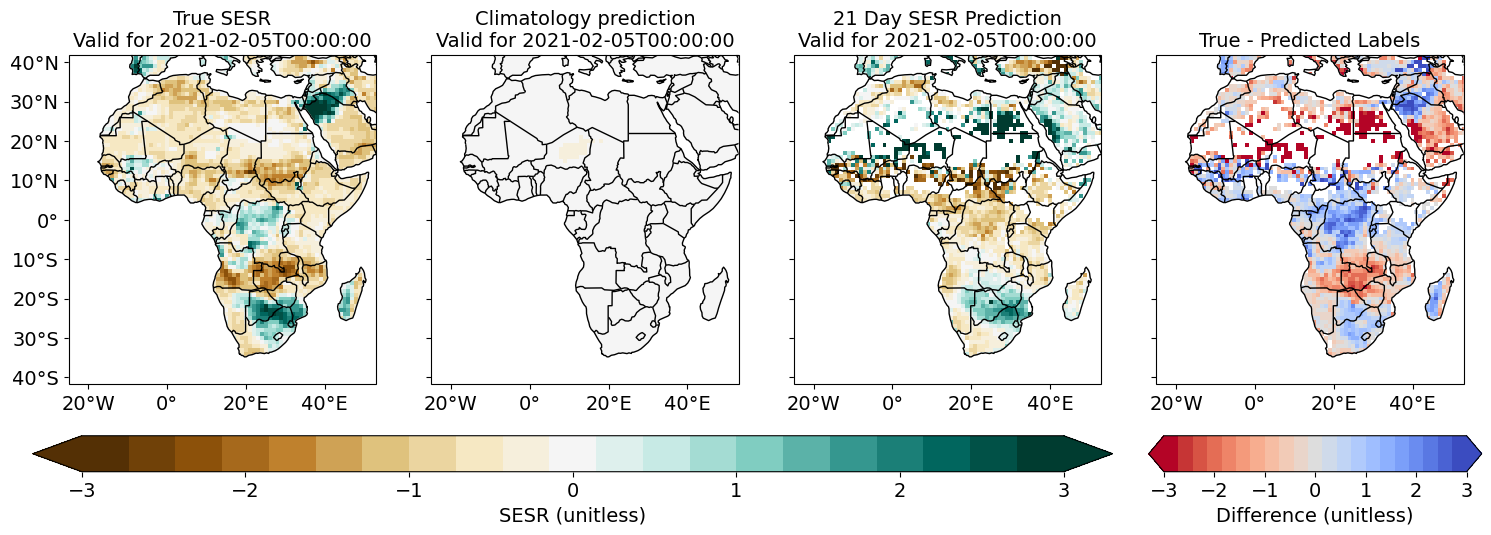 True SESR
Valid for 2021-02-05T00:00:00
Climatology prediction
Valid for 2021-02-05T00:00:00
21 Day SESR Prediction
Valid for 2021-02-05T00:00:00
True - Predicted Labels
40°N
30°N
20°N
10°N
0°
10°S
20°S
30°S
40°S
20°W 0° 20°E 40°E
20°W 0° 20°E 40°E
20°W 0° 20°E 40°E
20°W 0° 20°E 40°E
−3 −2 −1 0 1 2 3
SESR (unitless)
−3 −2 −1 0 1 2 3
Difference (unitless)